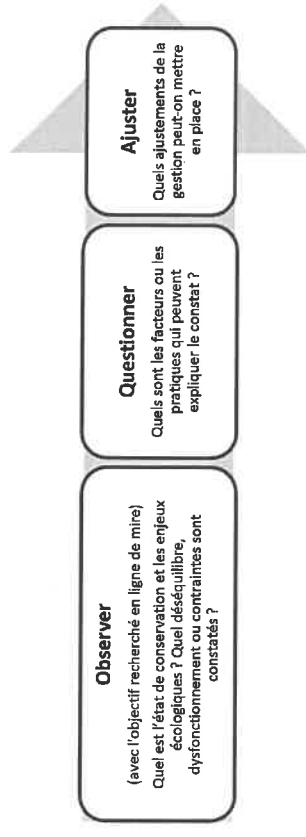 Observer
(avec l'objectif recherché en ligne de mire)
Quel est l'état de conservation et les enjeux
écologiques ? Quel déséquilibre,
dysfonctionnement ou contraintes sont
constatés ?
Questionner
Quels sont les facteurs ou les
pratiques qui peuvent
expliquer le constat ?
Ajuster
Quels ajustements de la
gestion peut-on mettre
en place ?